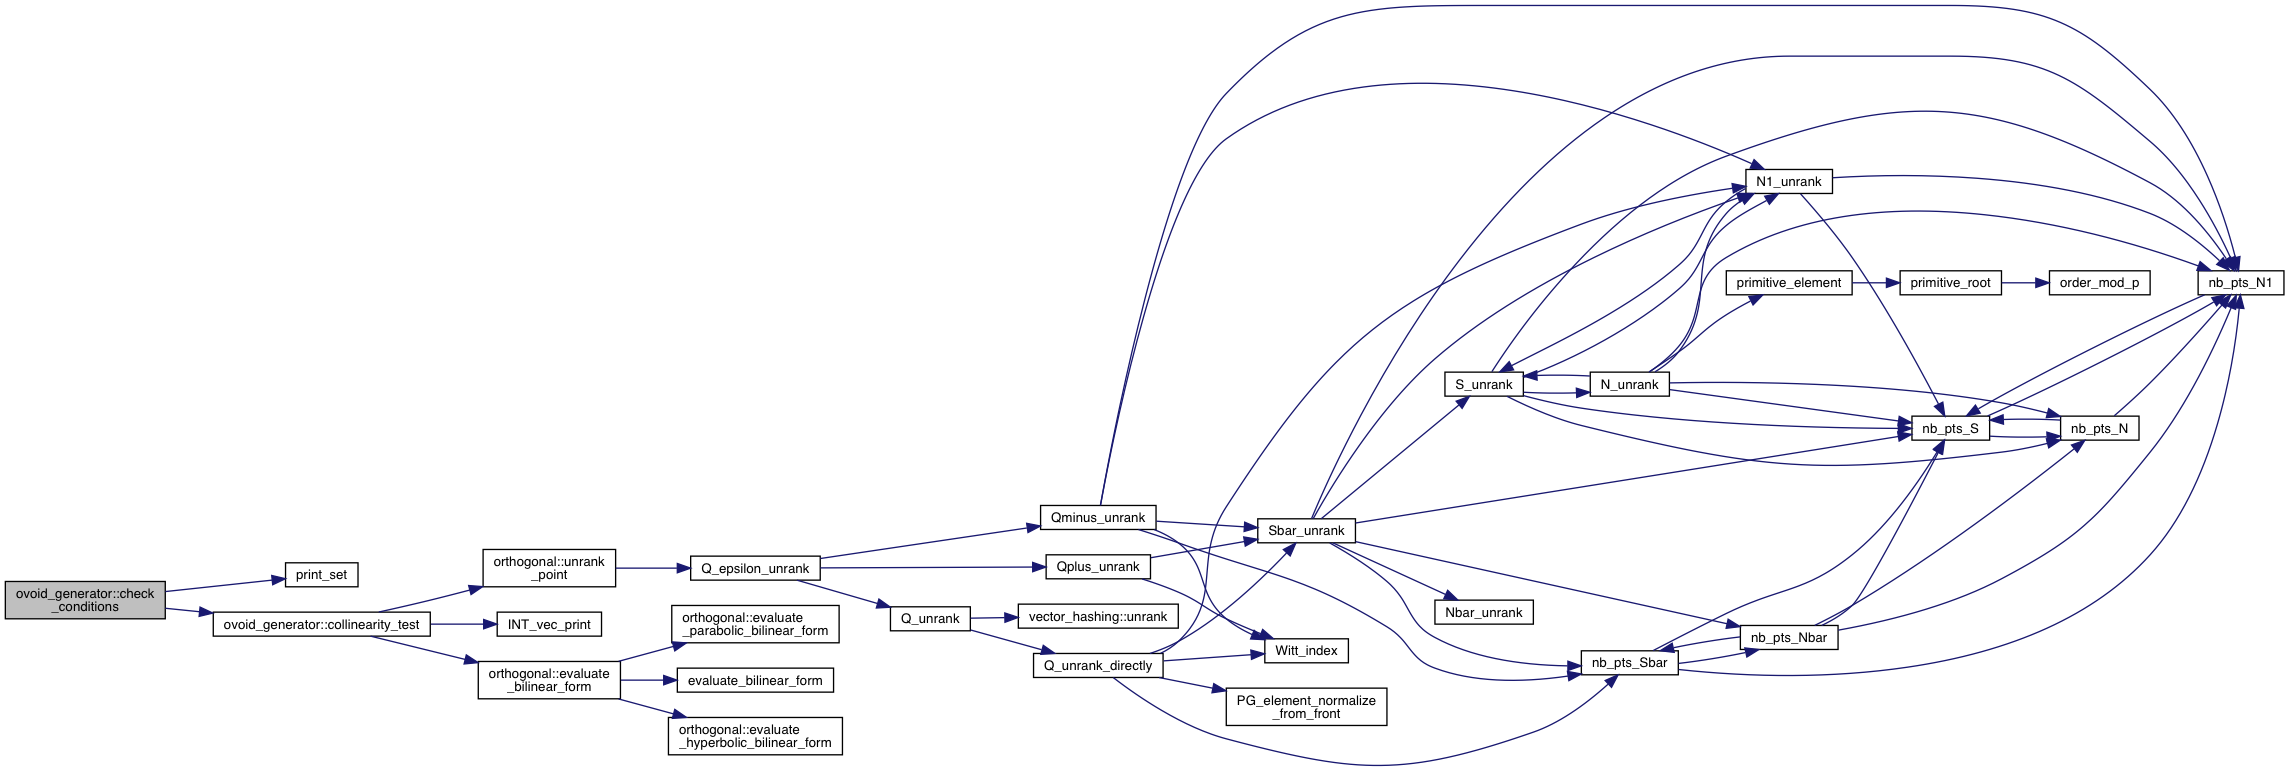 ovoid_generator::check
_conditions
print_set
ovoid_generator::collinearity_test
orthogonal::unrank
_point
INT_vec_print
orthogonal::evaluate
_bilinear_form
Q_epsilon_unrank
orthogonal::evaluate
_parabolic_bilinear_form
evaluate_bilinear_form
orthogonal::evaluate
_hyperbolic_bilinear_form
Q_unrank
Qminus_unrank
Qplus_unrank
vector_hashing::unrank
Q_unrank_directly
Sbar_unrank
Witt_index
PG_element_normalize
_from_front
S_unrank
Nbar_unrank
N_unrank
nb_pts_Sbar
N1_unrank
primitive_element
nb_pts_Nbar
primitive_root
nb_pts_S
order_mod_p
nb_pts_N
nb_pts_N1